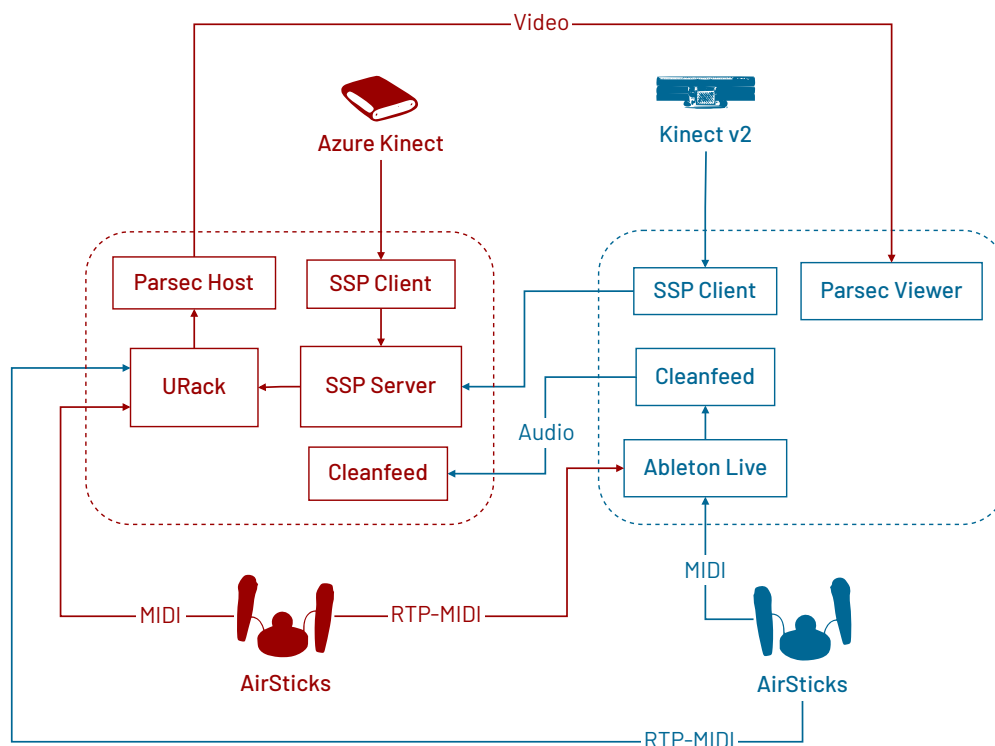 Video
Azure Kinect
Kinect v2
Parsec Host
SSP Client
SSP Client
Parsec Viewer
URack
SSP Server
Cleanfeed
Audio
Cleanfeed
Ableton Live
MIDI
MIDI
RTP-MIDI
AirSticks
AirSticks
RTP-MIDI